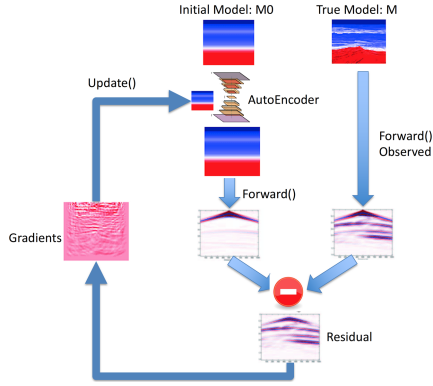 Initial Model: M0
True Model: M
Update()
AutoEncoder
Forward()
Observed
Forward()
Gradients
Residual